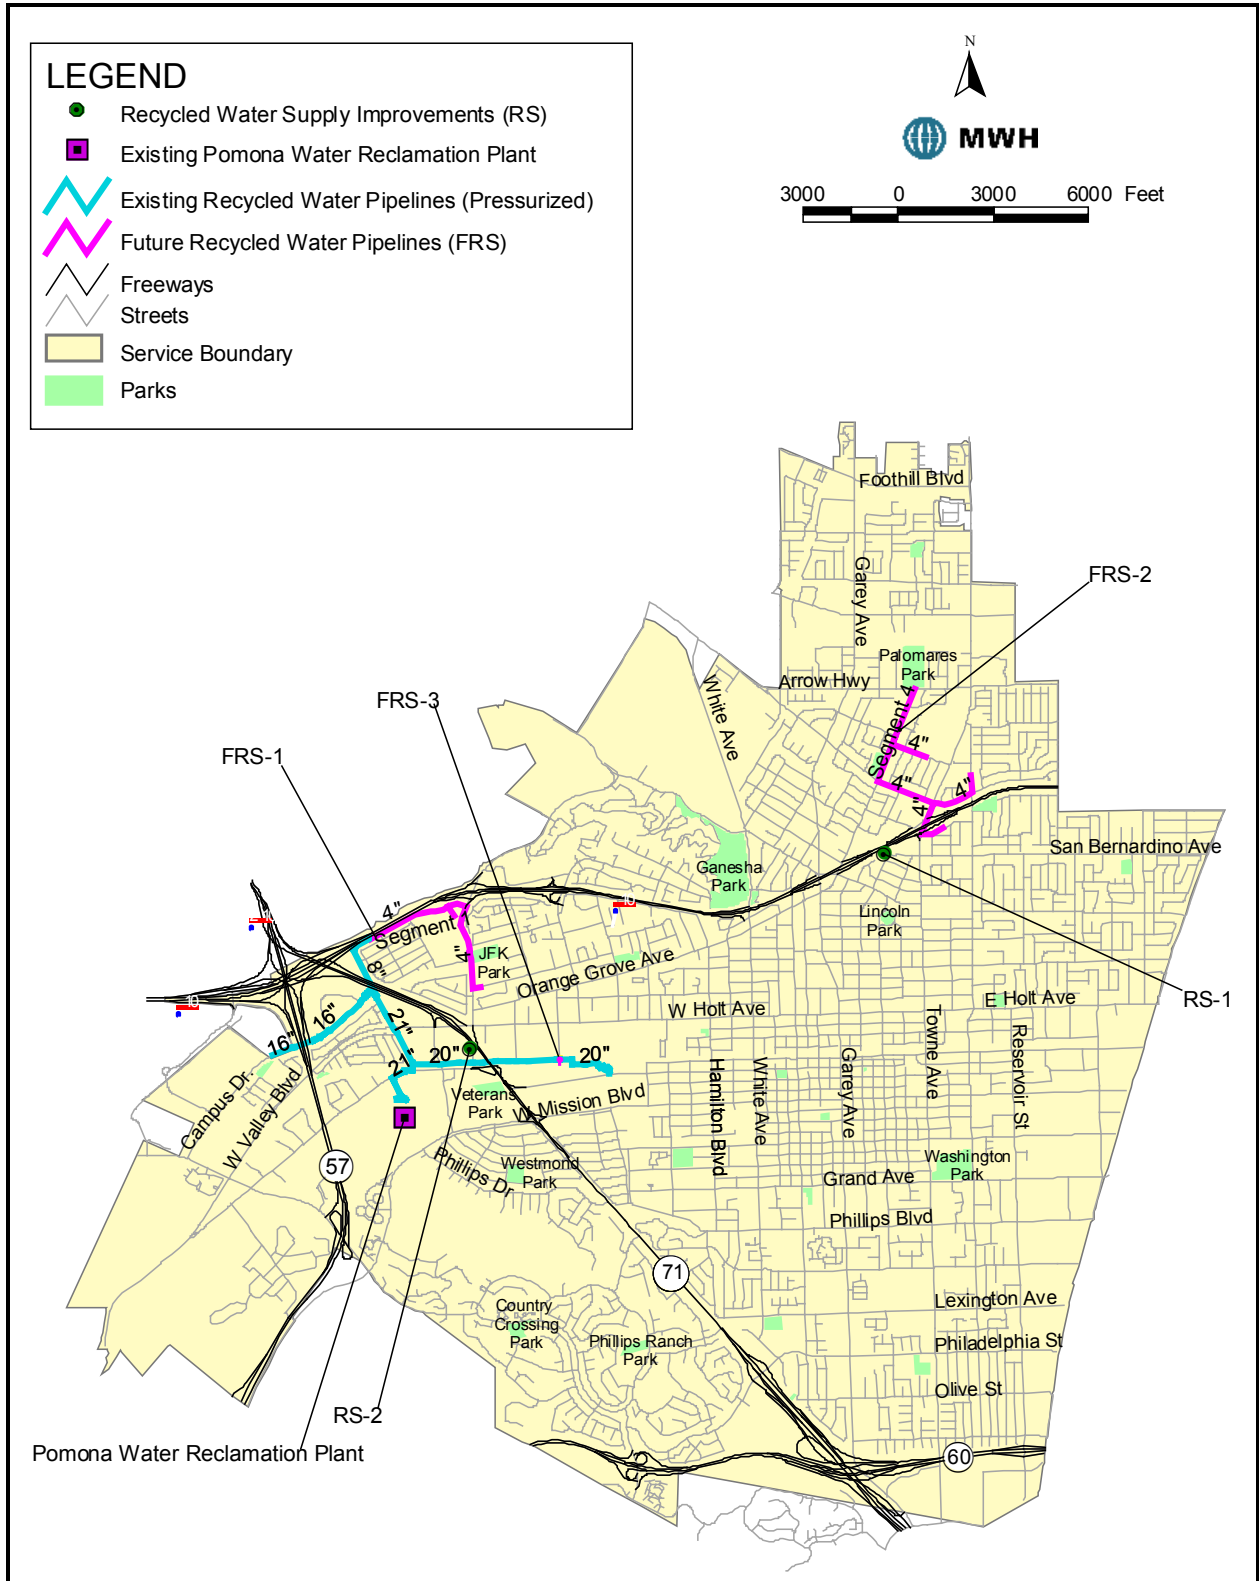 LEGEND
Recycled Water Supply Improvements (RS)
Existing Pomona Water Reclamation Plant
Existing Recycled Water Pipelines (Pressurized)
Future Recycled Water Pipelines (FRS)
Freeways
Streets
Service Boundary
Parks
N
MWH
3000 0 3000 6000 Feet
Foothill Blvd
Garey Ave
FRS-2
Palomares
Park
Arrow Hwy
White Ave
Segment 4
4"
4"
4"
4"
FRS-3
FRS-1
San Bernardino Ave
Ganesha
Park
10
Lincoln
Park
4"
Segment 1
4"
JFK
Park
8"
Orange Grove Ave
W Holt Ave
E Holt Ave
RS-1
10
16"
16"
21"
21"
20"
20"
Towne Ave
Reservoir St
Hamilton Blvd
White Ave
Garey Ave
Campus Dr.
W Valley Blvd
Veterans
Park
W Mission Blvd
57
Phillips Dr
Westmond
Park
Washington
Park
Grand Ave
Phillips Blvd
71
Country
Crossing
Park
Phillips Ranch
Park
Lexington Ave
Philadelphia St
Olive St
RS-2
Pomona Water Reclamation Plant
60